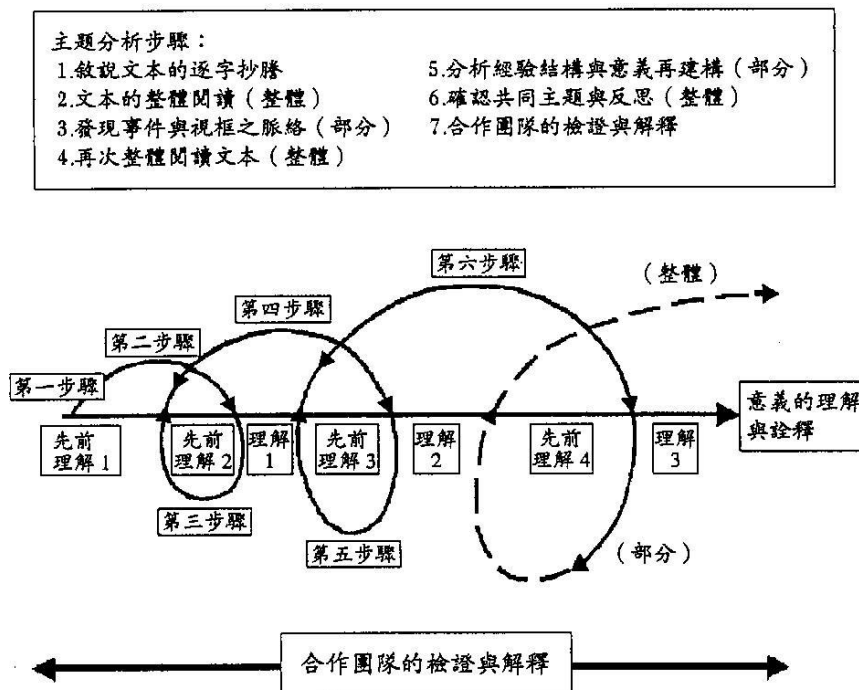 主題分析步驟：
1.敘說文本的逐字抄謄
2.文本的整體閱讀（整體）
3.發現事件與視框之脈絡（部分）
4.再次整體閱讀文本（整體）
5.分析經驗結構與意義再建構（部分）
6.確認共同主題與反思（整體）
7.合作團隊的檢證與解釋
第六步驟
（整體）
第四步驟
第二步驟
第一步驟
意義的理解
與詮釋
先前
理解1
先前
理解2
理解
1
先前
理解3
理解
2
先前
理解4
理解
3
第三步驟
第五步驟
（部分）
合作團隊的檢證與解釋